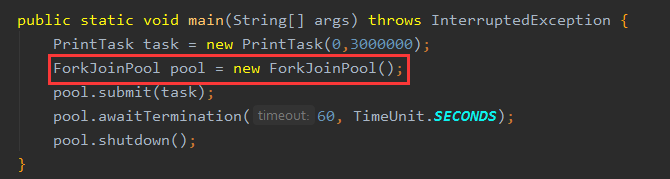 public static void main(String[] args) throws InterruptedException {
PrintTask task = new PrintTask(0,3000000);
ForkJoinPool pool = new ForkJoinPool();
pool.submit(task);
pool.awaitTermination( timeout: 60, TimeUnit.SECONDS);
pool.shutdown();
}